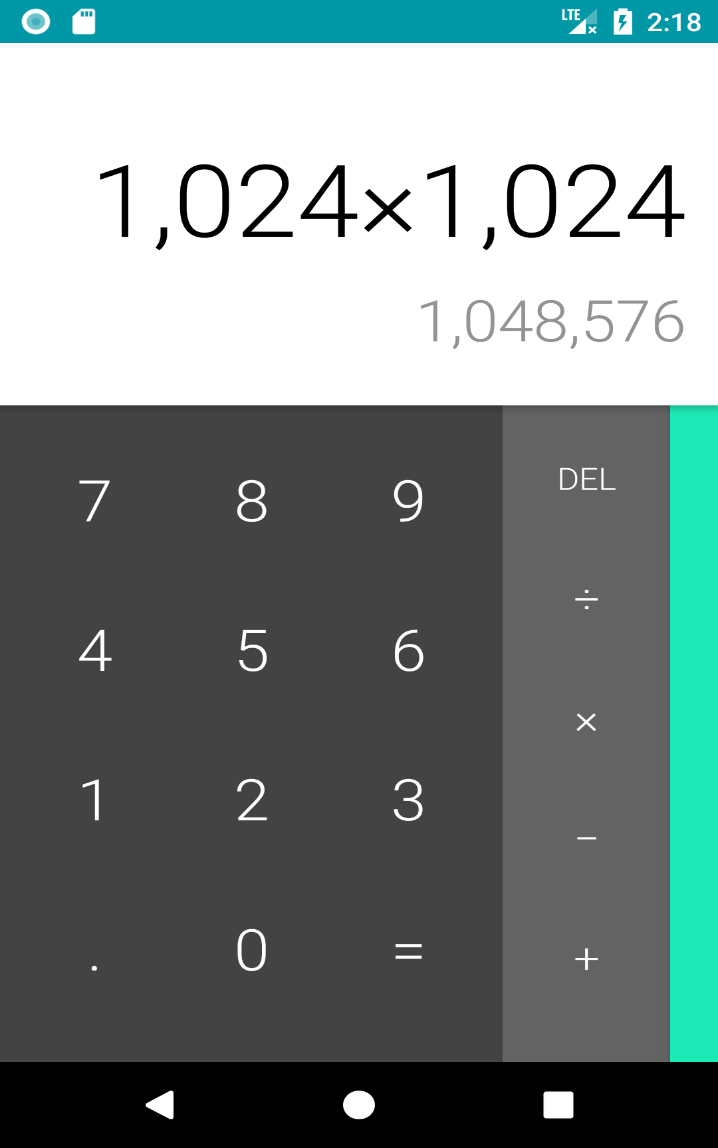 LTE 2:18
1,024×1,024
1,048,576
7 8 9 DEL
÷
4 5 6
×
1 2 3
−
. 0 = +